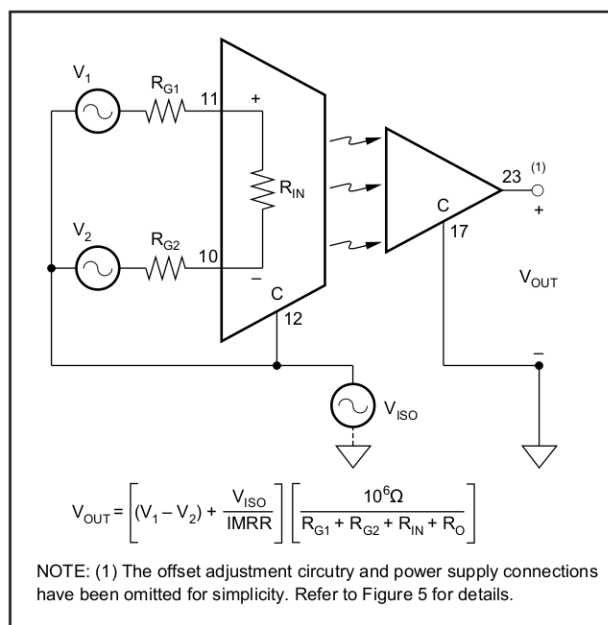 V1
RG1
11
+
RIN
V2
RG2
10
−
C
12
23
(1)
+
C
17
VOUT
−
VISO
VOUT = [(V1 – V2) + VISO / IMRR] [10^6Ω / RG1 + RG2 + RIN + RO]
NOTE: (1) The offset adjustment circutry and power supply connections
have been omitted for simplicity. Refer to Figure 5 for details.